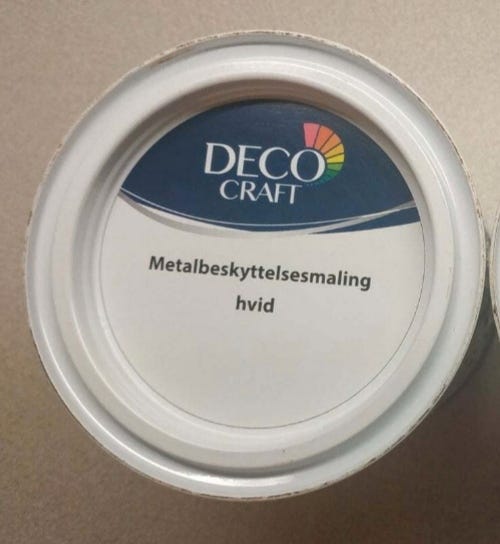 DECO
CRAFT
Metalbeskyttelsesmaling
hvid